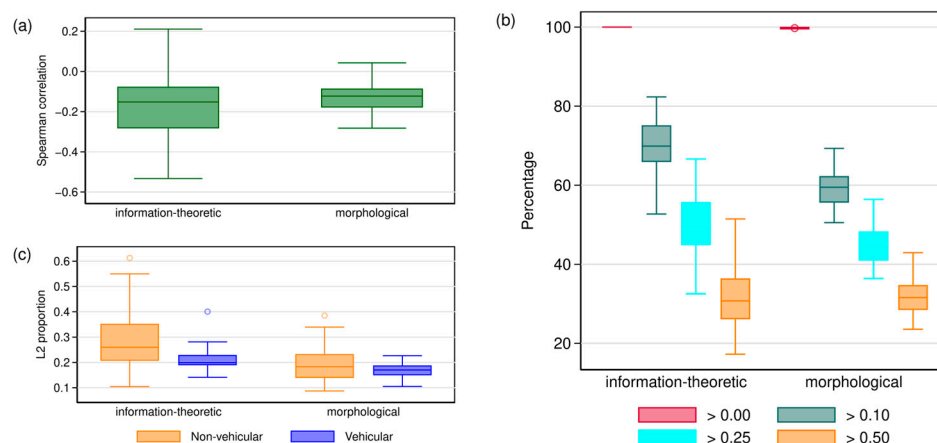 (a)
Spearman correlation
0.2
0.0
−0.2
−0.4
−0.6
information-theoretic
morphological
(c)
L2 proportion
0.6
0.5
0.4
0.3
0.2
0.1
information-theoretic
morphological
Non-vehicular
Vehicular
(b)
Percentage
100
80
60
40
20
information-theoretic
morphological
> 0.00
> 0.10
> 0.25
> 0.50